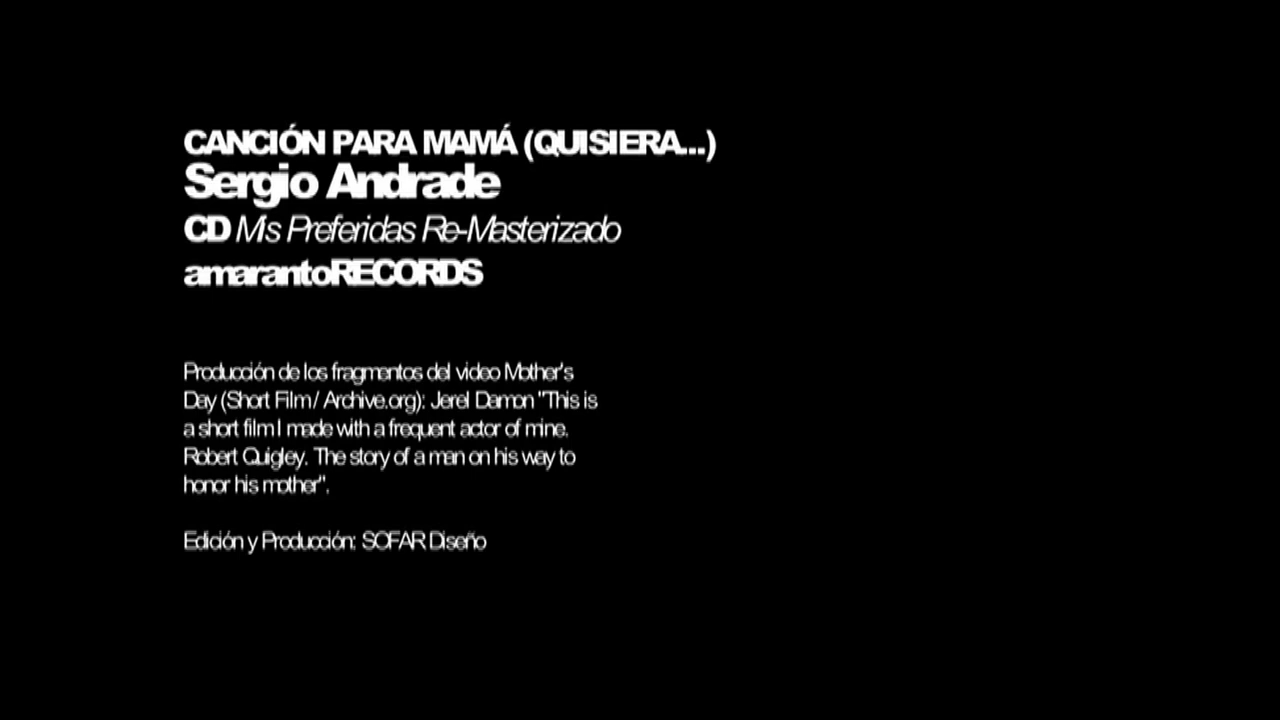 CANCIÓN PARA MAMÁ (QUISIERA...)
Sergio Andrade
CD Mis Preferidas Re-Masterizado
amarantoRECORDS
Producción de los fragmentos del video Mother's
Day (Short Film / Archive.org): Jerel Damon "This is
a short film I made with a frequent actor of mine.
Robert Quigley. The story of a man on his way to
honor his mother".
Edición y Producción: SOFAR Diseño